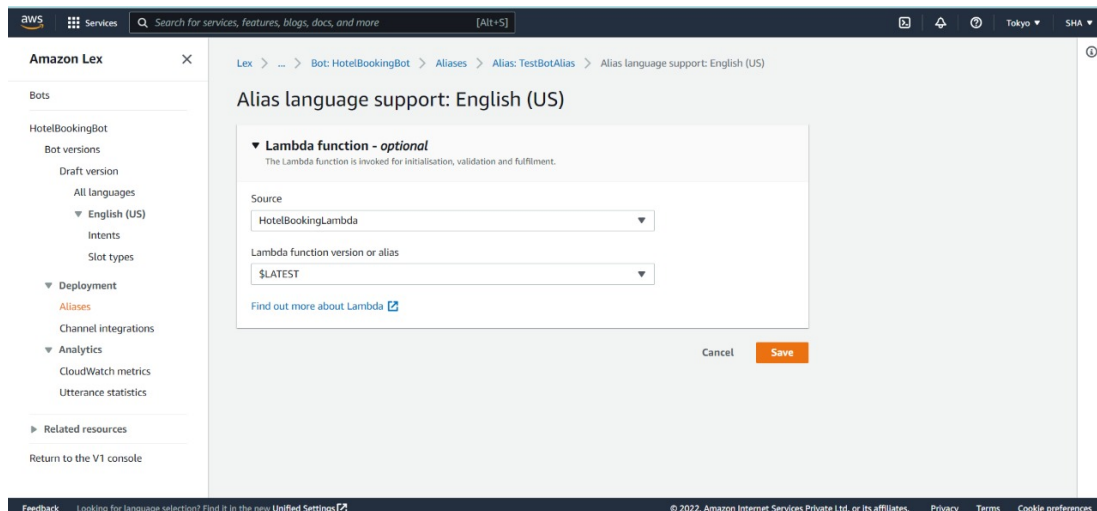 aws
Services
Search for services, features, blogs, docs, and more
[Alt+S]
Tokyo ▼
SHA ▼
Amazon Lex
Bots
HotelBookingBot
Bot versions
Draft version
All languages
▼ English (US)
Intents
Slot types
▼ Deployment
Aliases
Channel integrations
▼ Analytics
CloudWatch metrics
Utterance statistics
▶ Related resources
Return to the V1 console
Lex > ... > Bot: HotelBookingBot > Aliases > Alias: TestBotAlias > Alias language support: English (US)
Alias language support: English (US)
▼ Lambda function - optional
The Lambda function is invoked for initialisation, validation and fulfilment.
Source
HotelBookingLambda
Lambda function version or alias
$LATEST
Find out more about Lambda
Cancel
Save
Feedback
Looking for language selection? Find it in the new Unified Settings
© 2022, Amazon Internet Services Private Ltd. or its affiliates.
Privacy
Terms
Cookie preferences